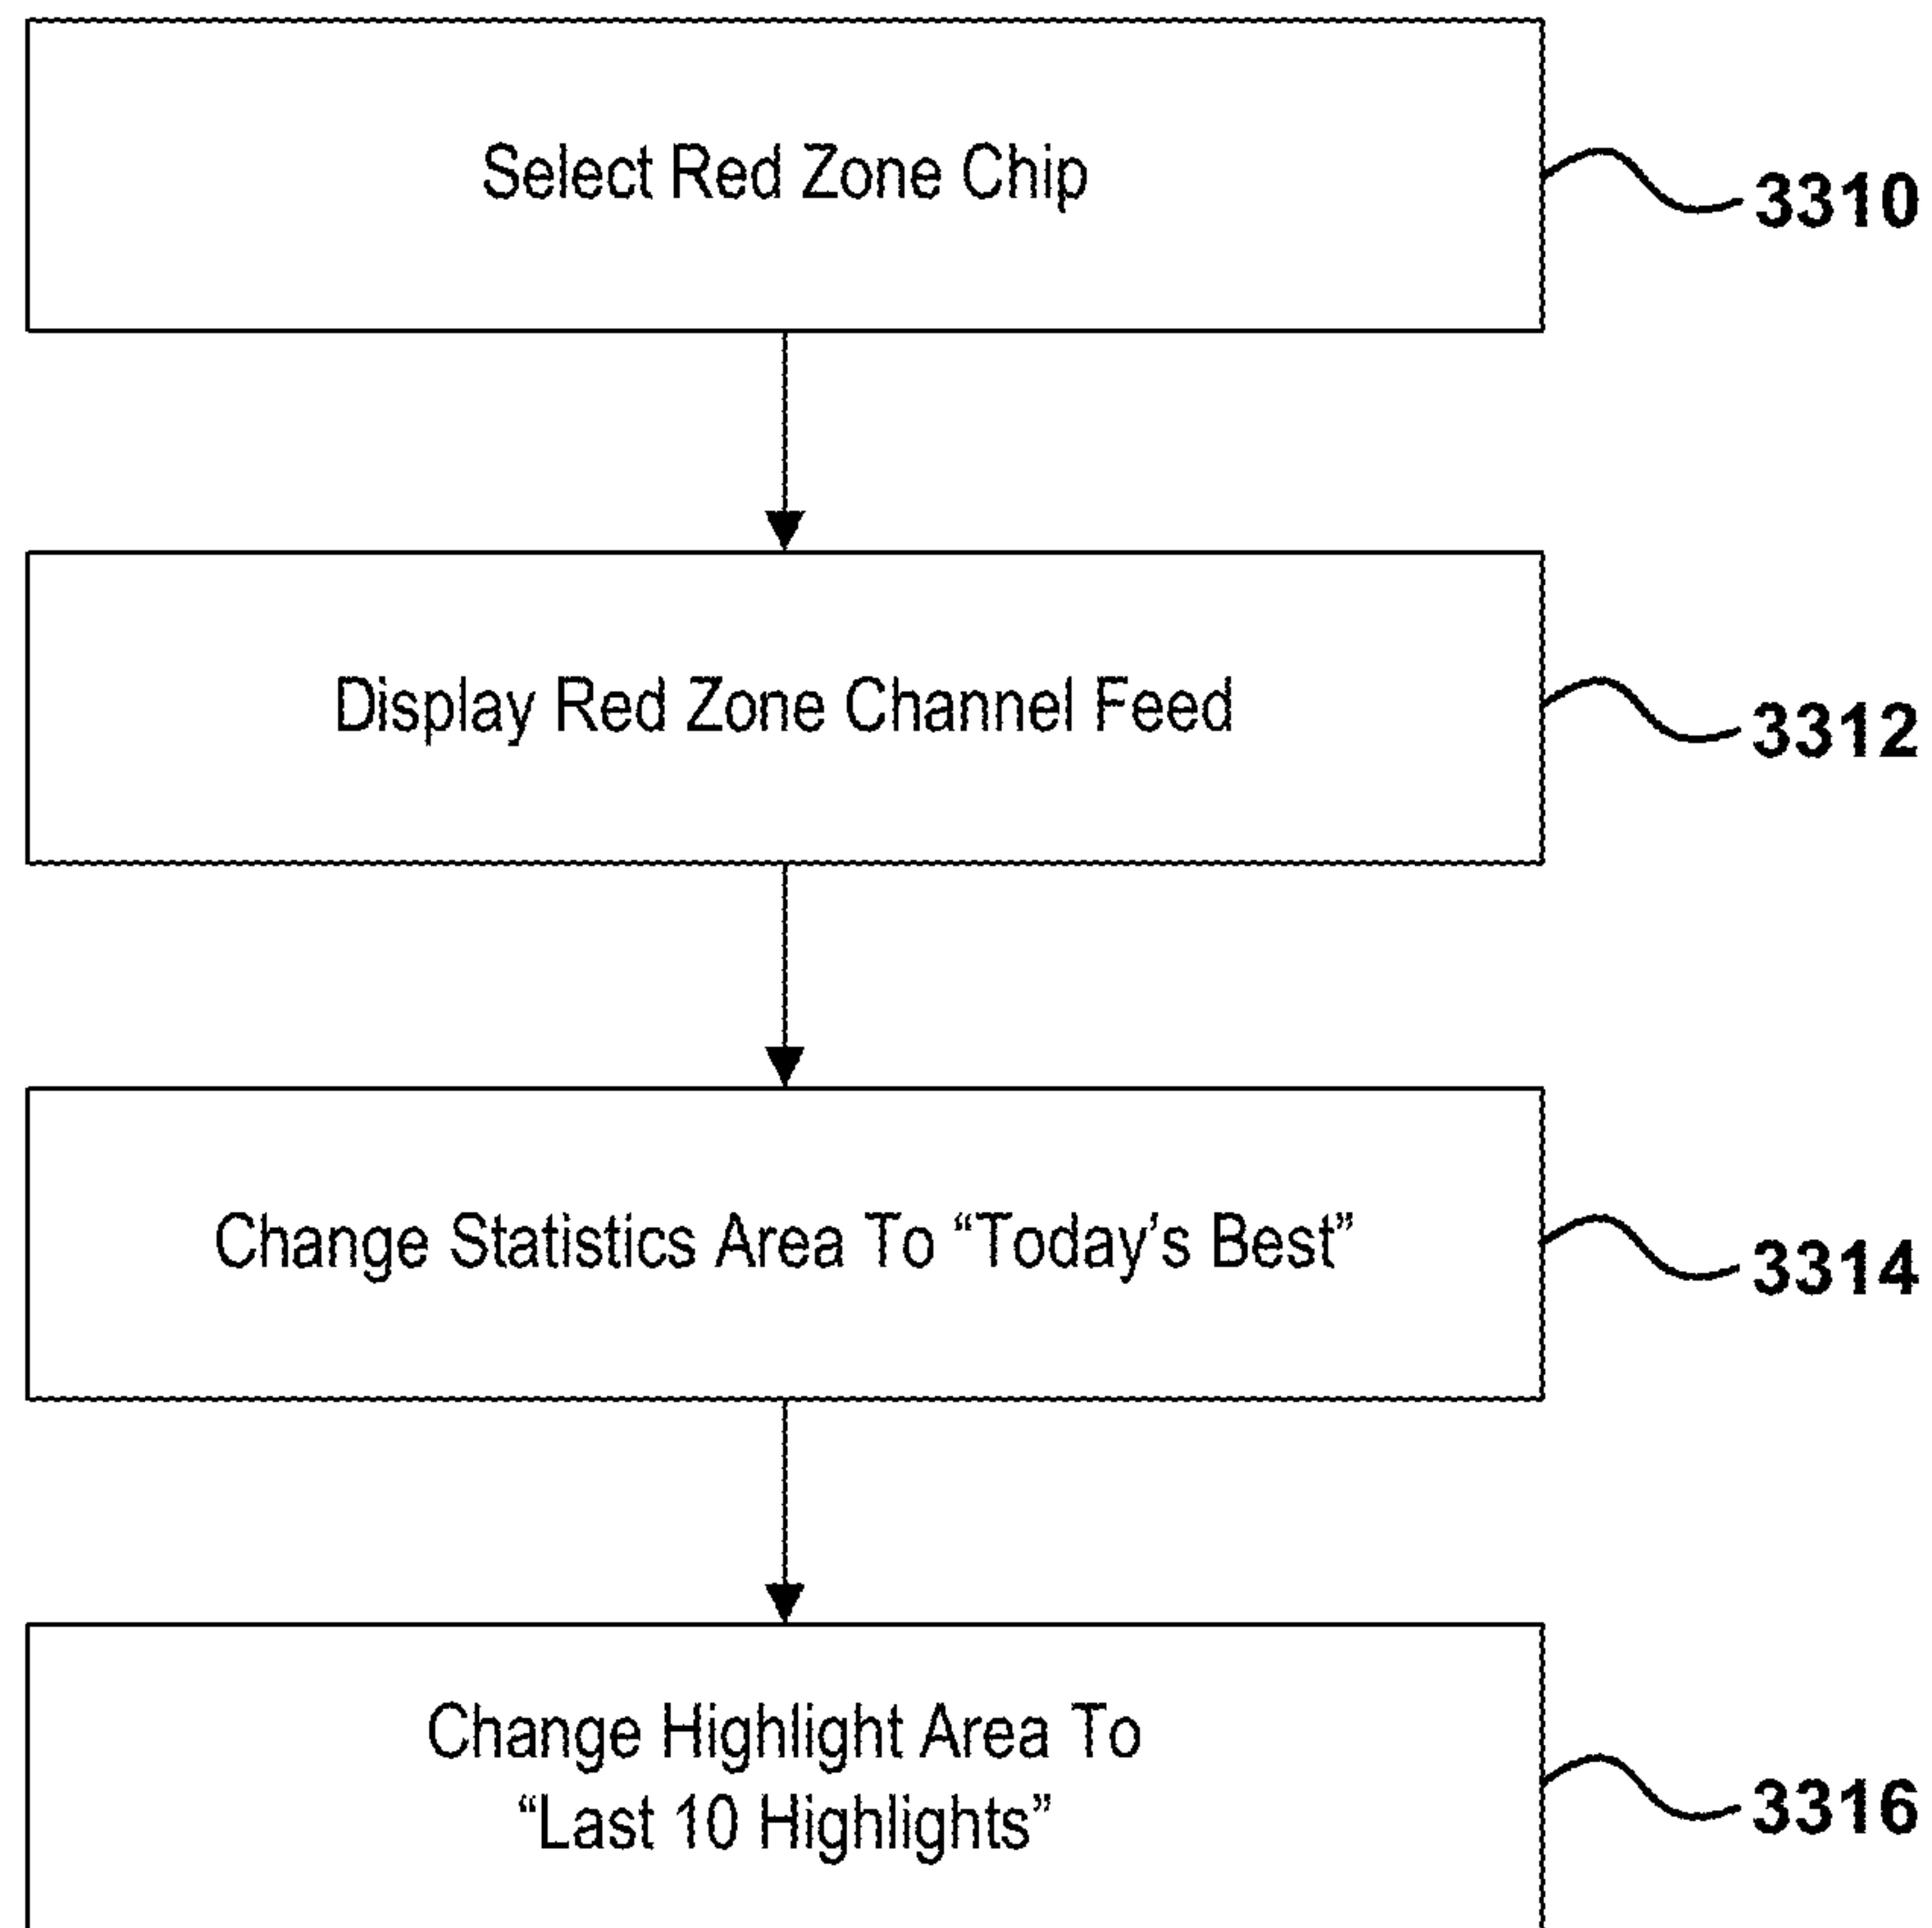 Select Red Zone Chip
3310
Display Red Zone Channel Feed
3312
Change Statistics Area To “Today’s Best”
3314
Change Highlight Area To
“Last 10 Highlights”
3316